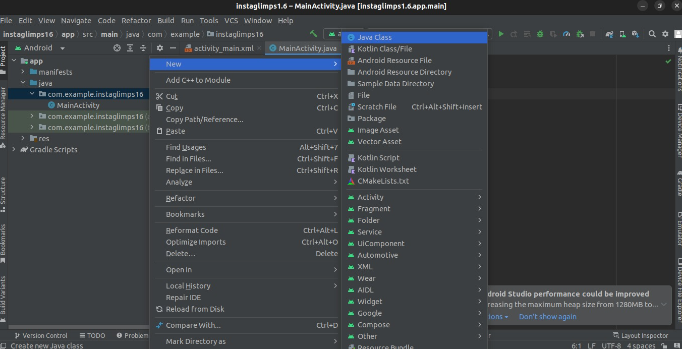 instaglimps1.6 – MainActivity.java [instaglimps1.6.app.main]
File Edit View Navigate Code Refactor Build Run Tools VCS Window Help
instaglimps16 app src main java com example instaglimps16
Android
activity_main.xml
MainActivity.java
Project
app
manifests
java
com.example.instaglimps16
MainActivity
com.example.instaglimps16
com.example.instaglimps16
res
Gradle Scripts
Resource Manager
Structure
Bookmarks
Build Variants
New
Add C++ to Module
Cut Ctrl+X
Copy Ctrl+C
Copy Path/Reference...
Paste Ctrl+V
Find Usages Alt+Shift+7
Find in Files... Ctrl+Shift+F
Replace in Files... Ctrl+Shift+R
Analyze
Refactor
Bookmarks
Reformat Code Ctrl+Alt+L
Optimize Imports Ctrl+Alt+O
Delete... Delete
Open In
Local History
Repair IDE
Reload from Disk
Compare With... Ctrl+D
Mark Directory as
Java Class
Kotlin Class/File
Android Resource File
Android Resource Directory
Sample Data Directory
File
Scratch File Ctrl+Alt+Shift+Insert
Package
Image Asset
Vector Asset
Kotlin Script
Kotlin Worksheet
CMakeLists.txt
Activity
Fragment
Folder
Service
UiComponent
Automotive
XML
Wear
AIDL
Widget
Google
Compose
Other
Resource Bundle
Notifications
Device Manager
Gradle
Emulator
Device File Explorer
droid Studio performance could be improved
reasing the maximum heap size from 1280MB to...
ions Don't show again
Version Control TODO Problem
Layout Inspector
Create new Java class
6:1 LF UTF-8 4 spaces